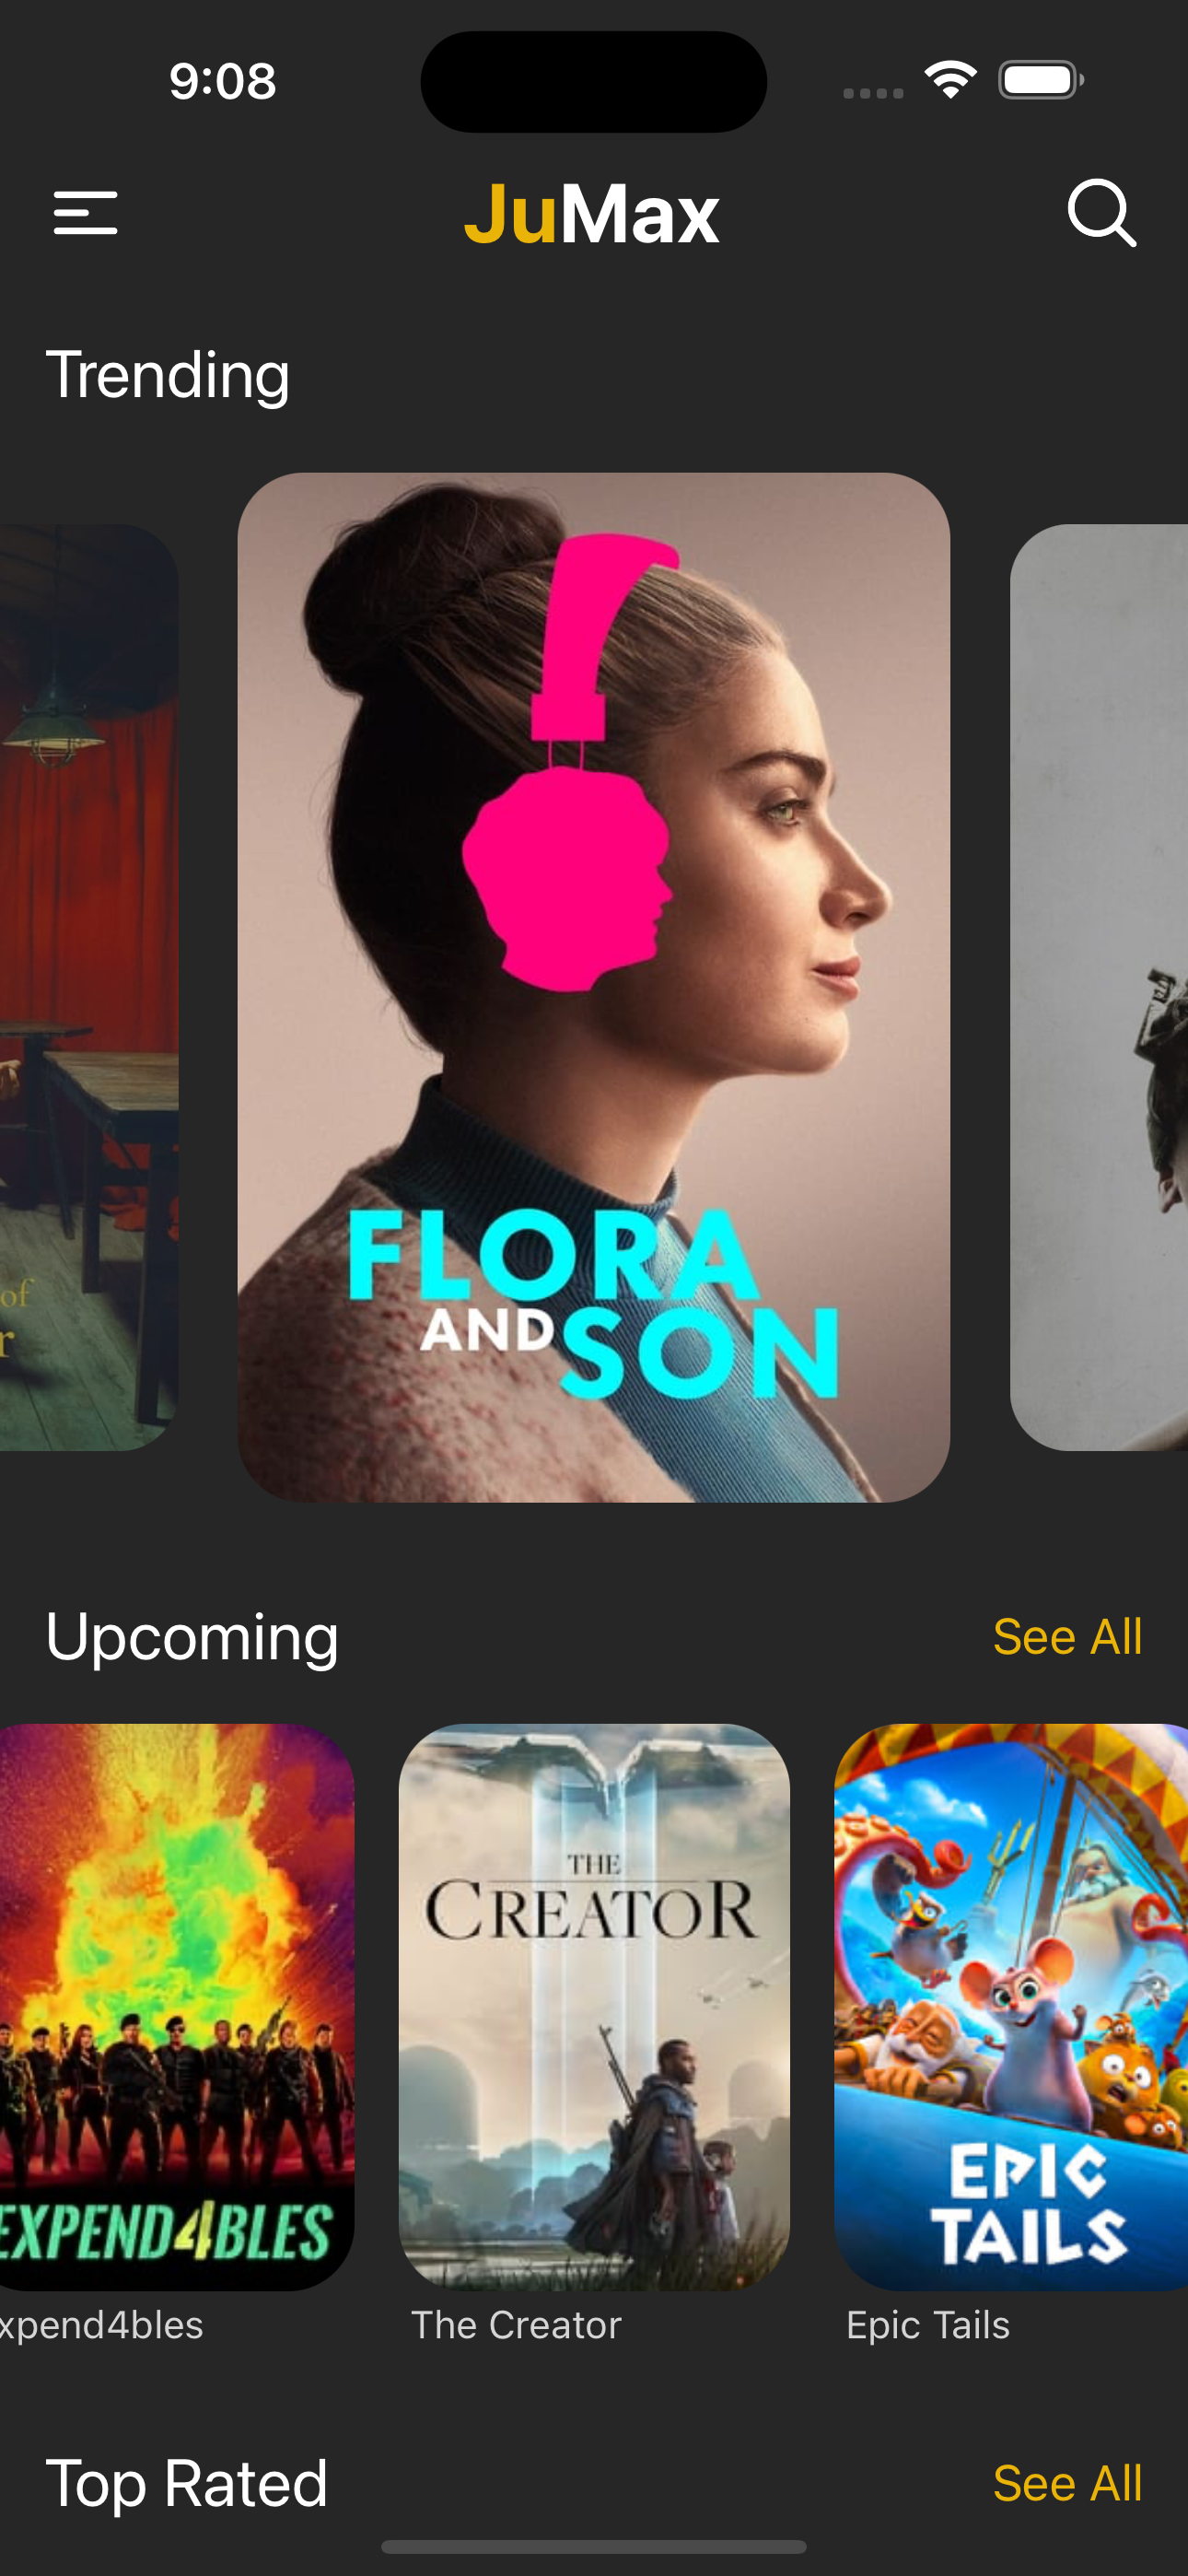 9:08
JuMax
Trending
of
r
FLORA
AND SON
Upcoming
See All
EXPEND4BLES
THE
CREATOR
EPIC
TAILS
xpend4bles
The Creator
Epic Tails
Top Rated
See All